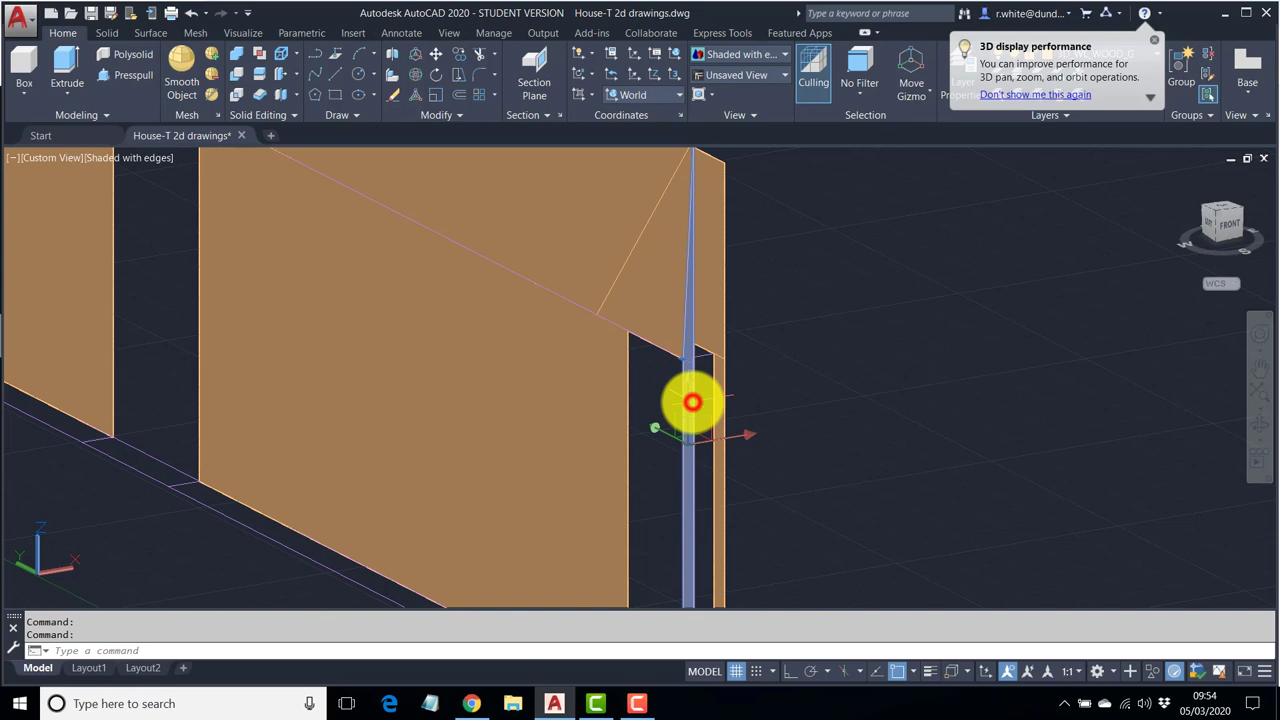 Autodesk AutoCAD 2020 - STUDENT VERSION House-T 2d drawings.dwg
Type a keyword or phrase
r.white@dund...
Home Solid Surface Mesh Visualize Parametric Insert Annotate View Manage Output Add-ins Collaborate Express Tools Featured Apps
3D display performance
You can improve performance for
3D pan, zoom, and orbit operations.
Don't show me this again
Box
Extrude
Polysolid
Presspull
Smooth
Object
Section
Plane
World
Shaded with e...
Unsaved View
Culling
No Filter
Move
Gizmo
Layer
Properties
Group
Base
Modeling Mesh Solid Editing Draw Modify Section Coordinates View Selection Layers Groups View
Start House-T 2d drawings*
[−][Custom View][Shaded with edges]
FRONT
W
S
WCS
Z
Y
X
Command:
Command:
Type a command
Model Layout1 Layout2
MODEL
1:1
Type here to search
09:54
05/03/2020